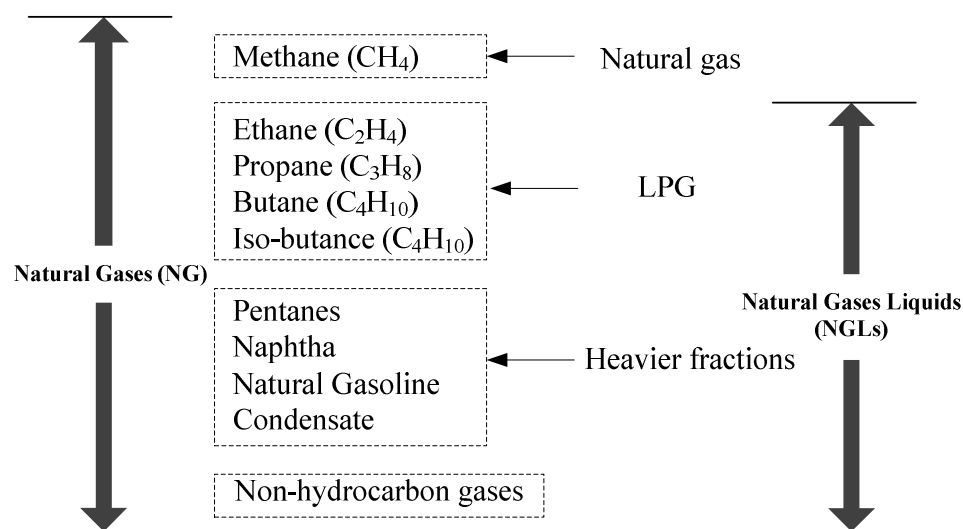 Methane (CH₄)
Natural gas
Ethane (C₂H₄)
Propane (C₃H₈)
Butane (C₄H₁₀)
Iso-butance (C₄H₁₀)
LPG
Natural Gases (NG)
Pentanes
Naphtha
Natural Gasoline
Condensate
Heavier fractions
Natural Gases Liquids
(NGLs)
Non-hydrocarbon gases